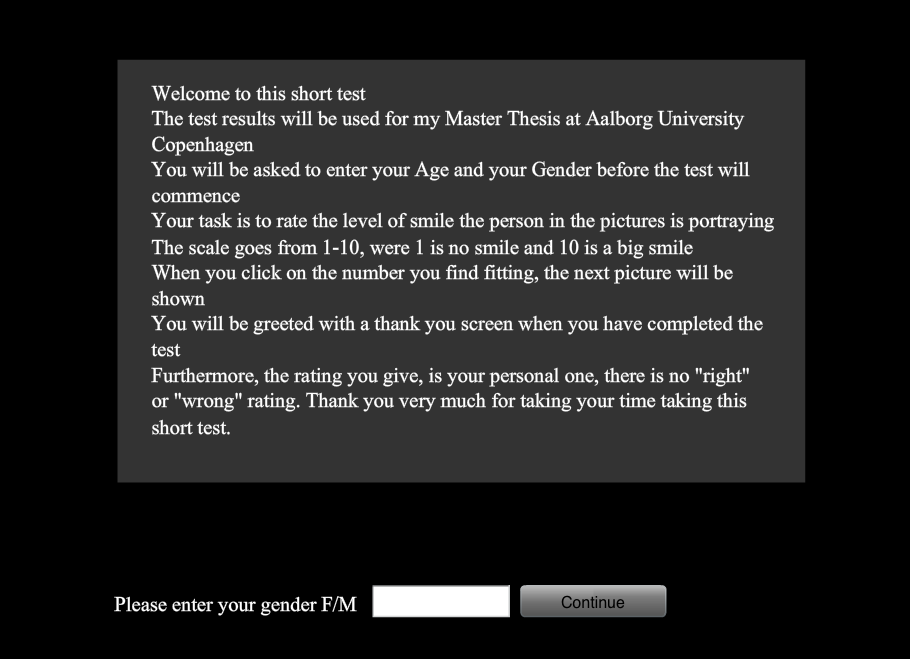 Welcome to this short test
The test results will be used for my Master Thesis at Aalborg University
Copenhagen
You will be asked to enter your Age and your Gender before the test will
commence
Your task is to rate the level of smile the person in the pictures is portraying
The scale goes from 1-10, were 1 is no smile and 10 is a big smile
When you click on the number you find fitting, the next picture will be
shown
You will be greeted with a thank you screen when you have completed the
test
Furthermore, the rating you give, is your personal one, there is no "right"
or "wrong" rating. Thank you very much for taking your time taking this
short test.
Please enter your gender F/M
Continue